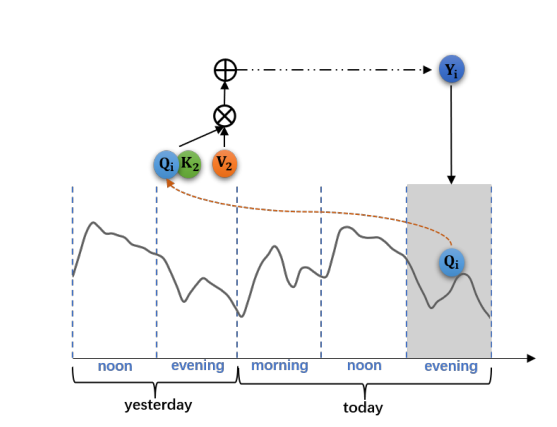 Yᵢ
Qᵢ K₂ V₂
Qᵢ
noon evening morning noon evening
yesterday today